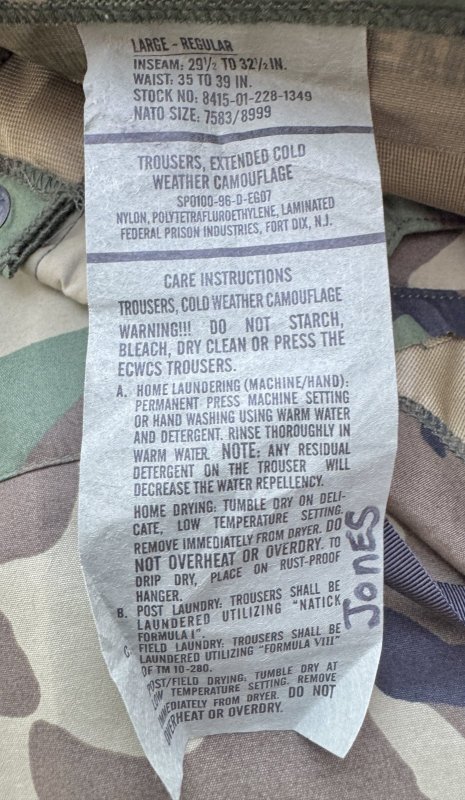 LARGE - REGULAR
INSEAM: 29 1/2 TO 32 1/2 IN.
WAIST: 35 TO 39 IN.
STOCK NO: 8415-01-228-1349
NATO SIZE: 7583/8999
TROUSERS, EXTENDED COLD
WEATHER CAMOUFLAGE
SPO100-96-D-EG07
NYLON, POLYTETRAFLUROETHYLENE, LAMINATED
FEDERAL PRISON INDUSTRIES, FORT DIX, N.J.
CARE INSTRUCTIONS
TROUSERS, COLD WEATHER CAMOUFLAGE
WARNING!!! DO NOT STARCH,
BLEACH, DRY CLEAN OR PRESS THE
ECWCS TROUSERS.
A. HOME LAUNDERING (MACHINE/HAND):
PERMANENT PRESS MACHINE SETTING
OR HAND WASHING USING WARM WATER
AND DETERGENT. RINSE THOROUGHLY IN
WARM WATER. NOTE: ANY RESIDUAL
DETERGENT ON THE TROUSER WILL
DECREASE THE WATER REPELLENCY.
HOME DRYING: TUMBLE DRY ON DELI-
CATE, LOW TEMPERATURE SETTING.
REMOVE IMMEDIATELY FROM DRYER. DO
NOT OVERHEAT OR OVERDRY. TO
DRIP DRY, PLACE ON RUST-PROOF
HANGER.
B. POST LAUNDRY: TROUSERS SHALL BE
LAUNDERED UTILIZING "NATICK
FORMULA I".
C. FIELD LAUNDRY: TROUSERS SHALL BE
LAUNDERED UTILIZING "FORMULA VIII"
OF TM 10-280.
POST/FIELD DRYING: TUMBLE DRY AT
LOW TEMPERATURE SETTING. REMOVE
IMMEDIATELY FROM DRYER. DO NOT
OVERHEAT OR OVERDRY.
JONES